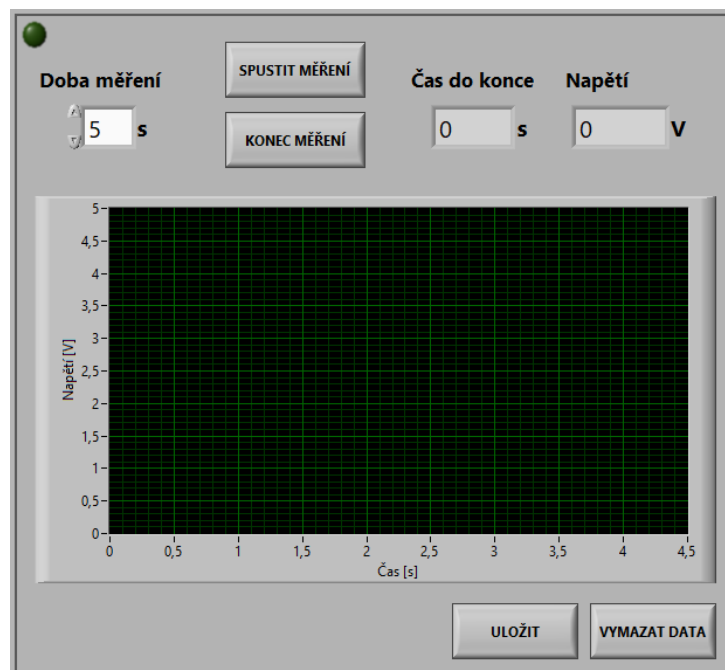 SPUSTIT MĚŘENÍ
Doba měření
Čas do konce
Napětí
5 s
0 s
0 V
KONEC MĚŘENÍ
Napětí [V]
5
4,5
4
3,5
3
2,5
2
1,5
1
0,5
0
0 0,5 1 1,5 2 2,5 3 3,5 4 4,5
Čas [s]
ULOŽIT
VYMAZAT DATA